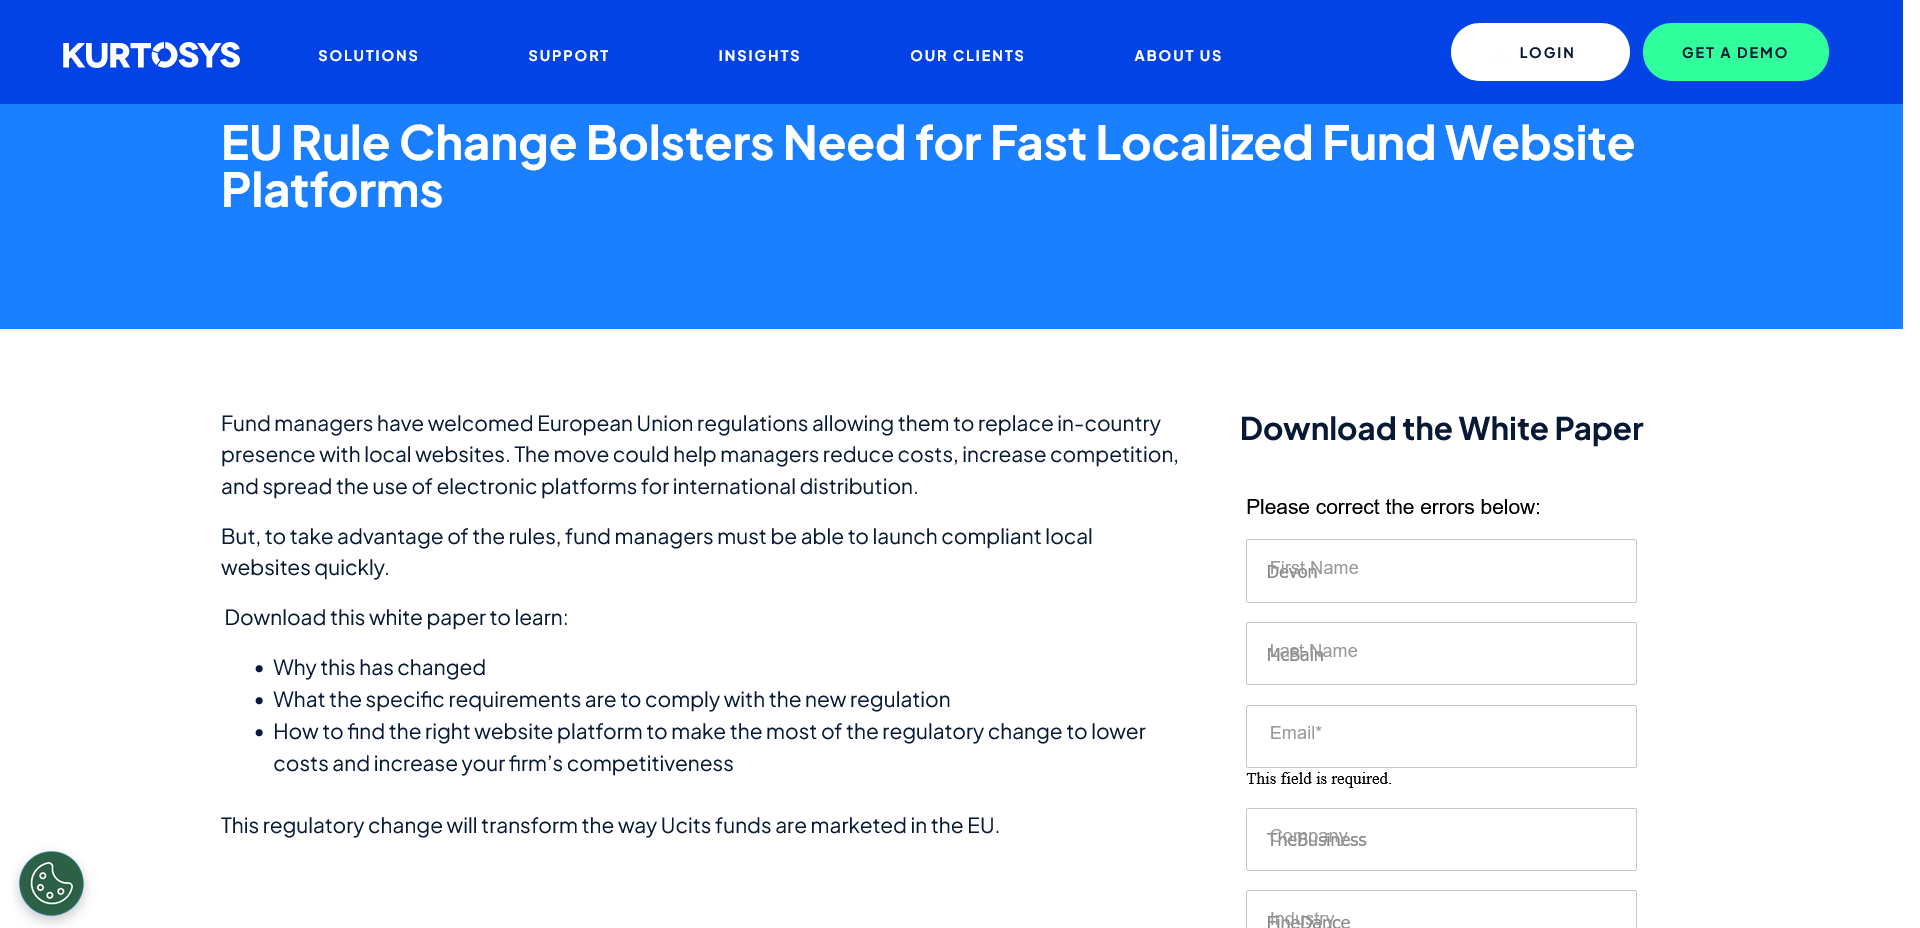 KURTOSYS
SOLUTIONS
SUPPORT
INSIGHTS
OUR CLIENTS
ABOUT US
LOGIN
GET A DEMO
EU Rule Change Bolsters Need for Fast Localized Fund Website
Platforms
Fund managers have welcomed European Union regulations allowing them to replace in-country
presence with local websites. The move could help managers reduce costs, increase competition,
and spread the use of electronic platforms for international distribution.
But, to take advantage of the rules, fund managers must be able to launch compliant local
websites quickly.
Download this white paper to learn:
• Why this has changed
• What the specific requirements are to comply with the new regulation
• How to find the right website platform to make the most of the regulatory change to lower
costs and increase your firm’s competitiveness
This regulatory change will transform the way Ucits funds are marketed in the EU.
Download the White Paper
Please correct the errors below:
First Name
Devon
Last Name
McBain
Email*
This field is required.
Company
TheBusiness
Industry
FineDance